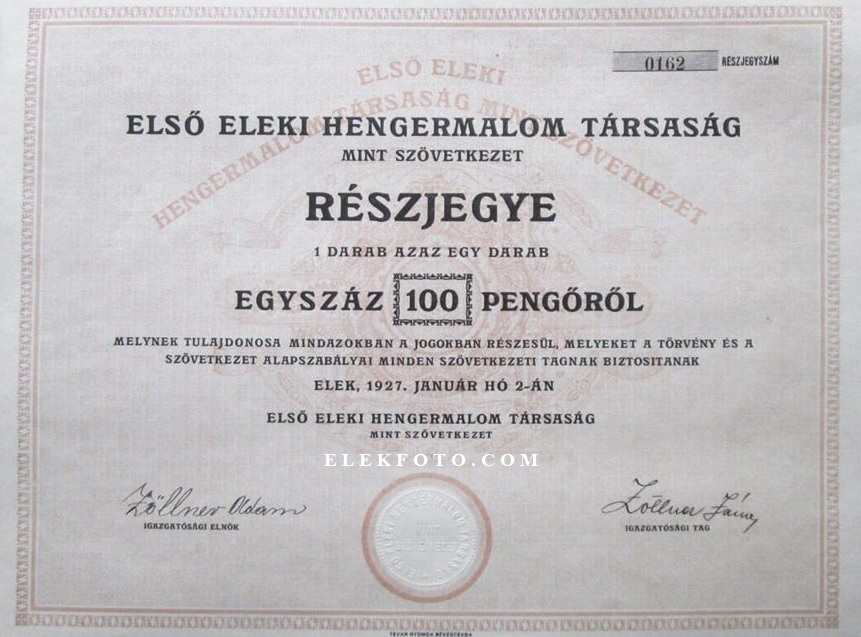 0162 RÉSZJEGYSZÁM
ELSŐ ELEKI
HENGERMALOM TÁRSASÁG MINT SZÖVETKEZET
ELSŐ ELEKI HENGERMALOM TÁRSASÁG
MINT SZÖVETKEZET
RÉSZJEGYE
1 DARAB AZAZ EGY DARAB
EGYSZÁZ 100 PENGŐRŐL
MELYNEK TULAJDONOSA MINDAZOKBAN A JOGOKBAN RÉSZESÜL, MELYEKET A TÖRVÉNY ÉS A
SZÖVETKEZET ALAPSZABÁLYAI MINDEN SZÖVETKEZETI TAGNAK BIZTOSITANAK
ELEK, 1927. JANUÁR HÓ 2-ÁN
ELSŐ ELEKI HENGERMALOM TÁRSASÁG
MINT SZÖVETKEZET
ELEKFOTO.COM
Zöllner Ádám
IGAZGATÓSÁGI ELNÖK
Zöllner János
IGAZGATÓSÁGI TAG
TEVAN NYOMDA BÉKÉSCSABA